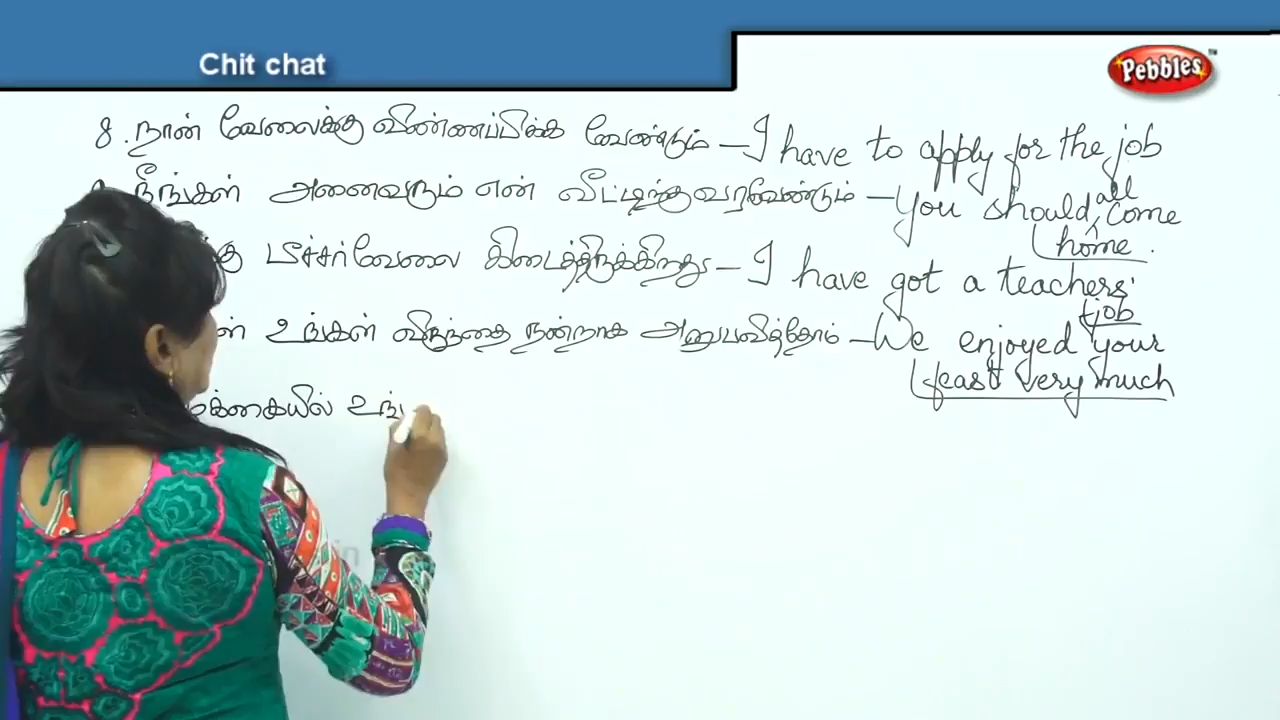 Chit chat
Pebbles
8. நான் வேலைக்கு விண்ணப்பிக்க வேண்டும் – I have to apply for the job
நீங்கள் அனைவரும் என் வீட்டிற்கு வரவேண்டும் – You should all come
home.
கு டீச்சர்வேலை கிடைத்திருக்கிறது – I have got a teachers'
job
ள் உங்கள் விருந்தை நன்றாக அனுபவித்தோம் – We enjoyed your
feast very much
க்கையில் உங்